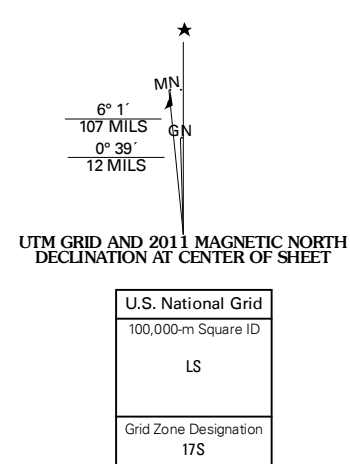 ★
MN
6° 1´
107 MILS
GN
0° 39´
12 MILS
UTM GRID AND 2011 MAGNETIC NORTH
DECLINATION AT CENTER OF SHEET
U.S. National Grid
100,000-m Square ID
LS
Grid Zone Designation
17S